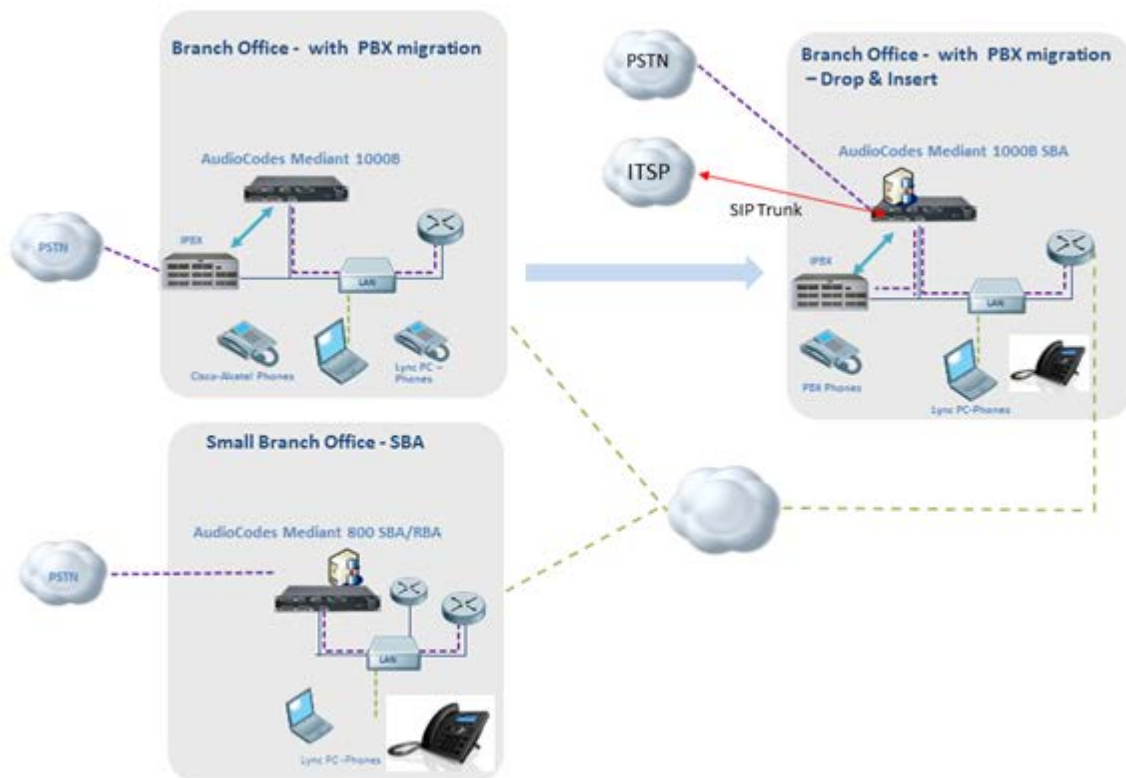 Branch Office - with PBX migration
AudioCodes Mediant 1000B
PSTN
IPBX
LAN
Cisco-Alcatel Phones
Lync PC –
Phones
PSTN
ITSP
SIP Trunk
Branch Office - with PBX migration
– Drop & Insert
AudioCodes Mediant 1000B SBA
IPBX
LAN
PBX Phones
Lync PC-Phones
Small Branch Office - SBA
AudioCodes Mediant 800 SBA/RBA
PSTN
LAN
Lync PC -Phones